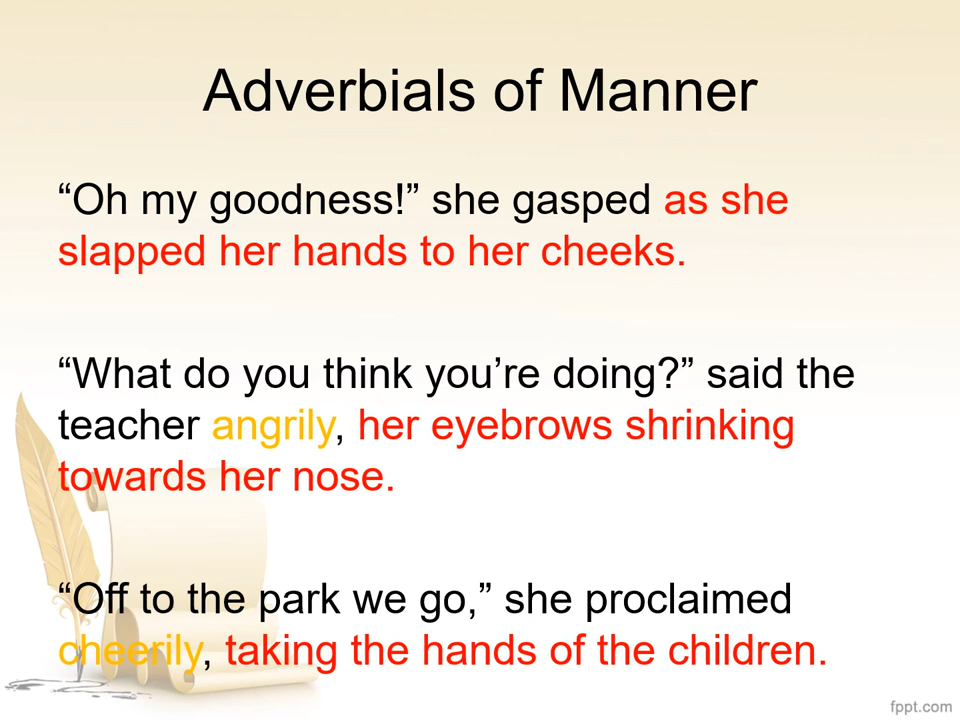 Adverbials of Manner
“Oh my goodness!” she gasped as she
slapped her hands to her cheeks.
“What do you think you’re doing?” said the
teacher angrily, her eyebrows shrinking
towards her nose.
“Off to the park we go,” she proclaimed
cheerily, taking the hands of the children.
fppt.com